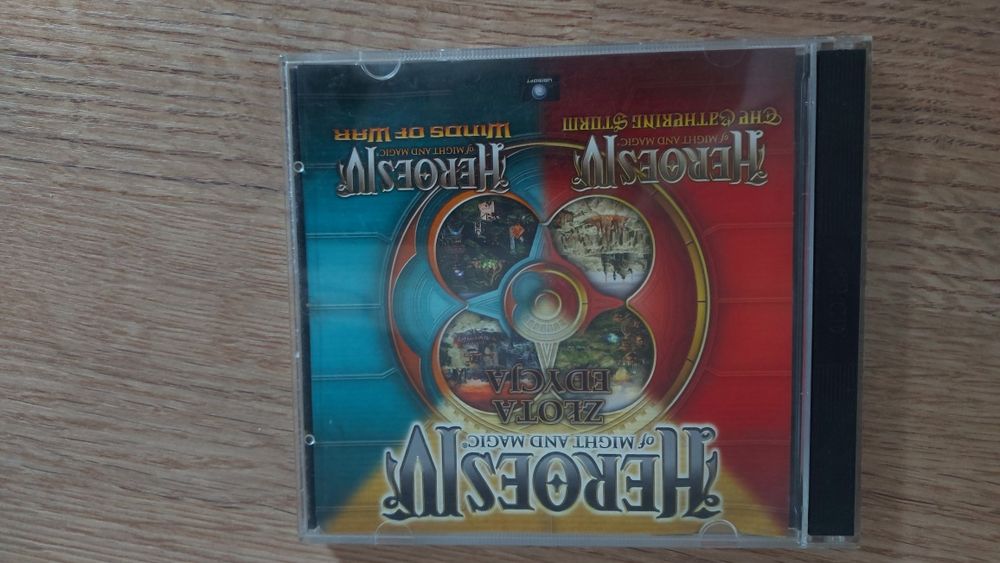 HEROES IV
of MIGHT AND MAGIC®
ZŁOTA
EDYCJA
HEROES IV
of MIGHT AND MAGIC®
THE GATHERING STORM
HEROES IV
of MIGHT AND MAGIC®
WINDS OF WAR
UBISOFT